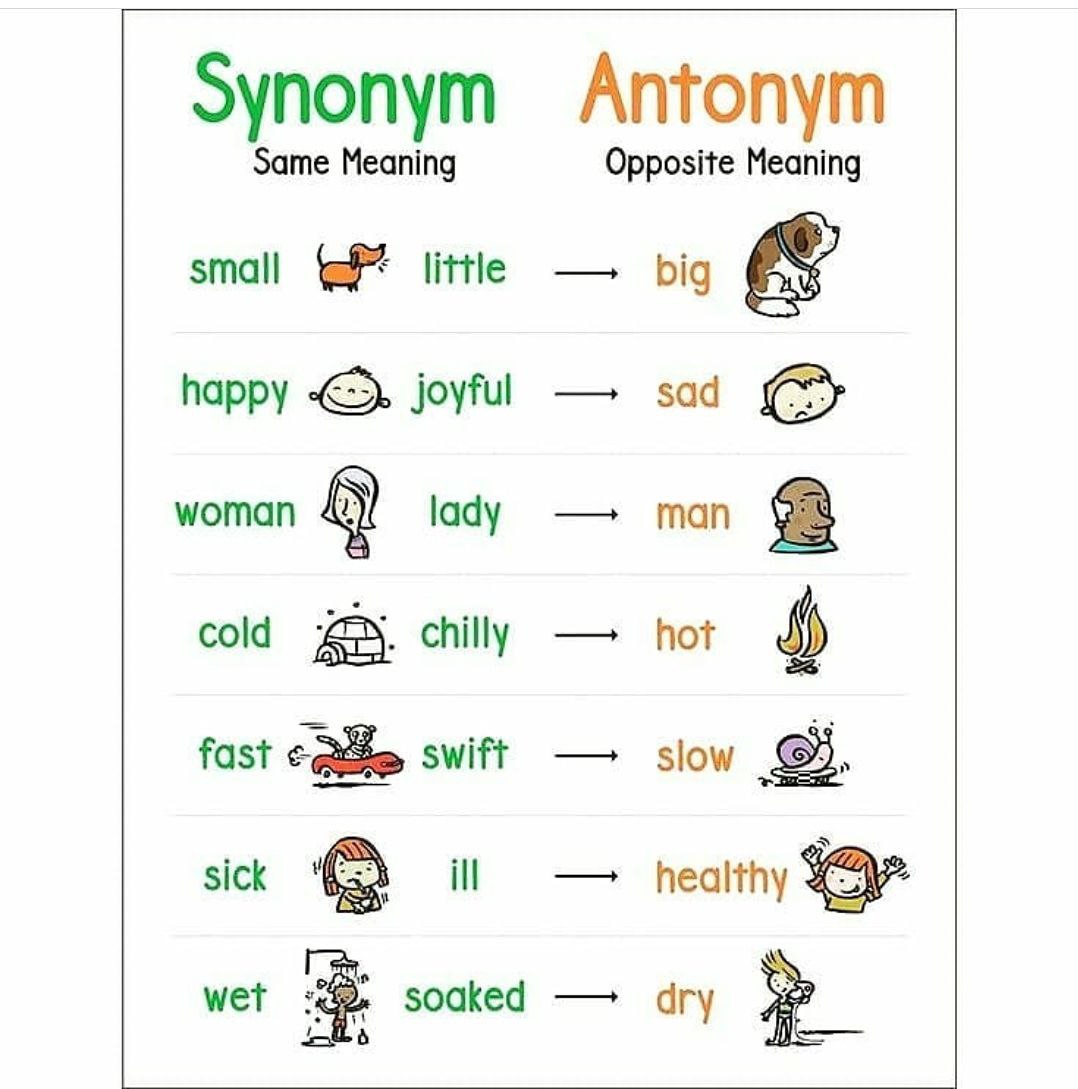 Synonym Antonym
Same Meaning Opposite Meaning
small little → big
happy joyful → sad
woman lady → man
cold chilly → hot
fast swift → slow
sick ill → healthy
wet soaked → dry